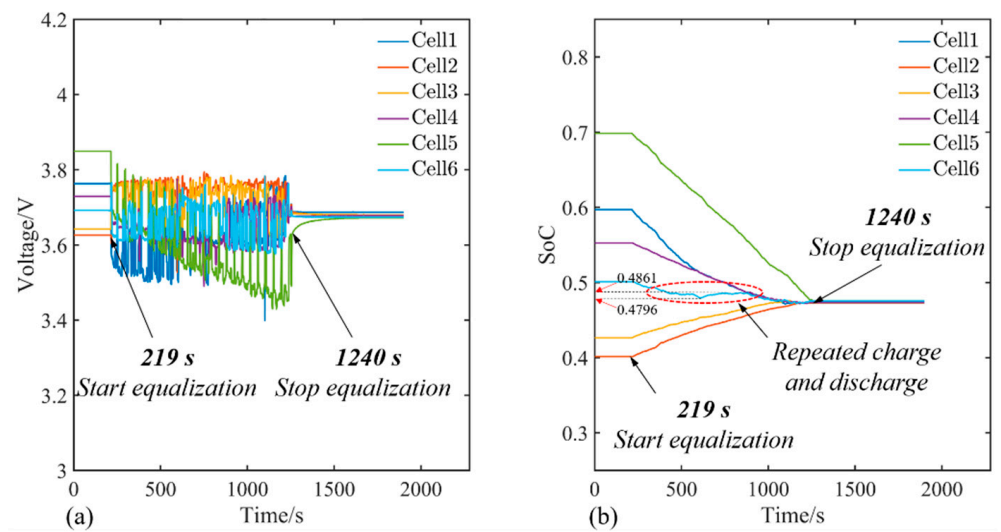 4.2
4
3.8
3.6
3.4
3.2
3
Voltage/V
Cell1
Cell2
Cell3
Cell4
Cell5
Cell6
219 s
Start equalization
1240 s
Stop equalization
0
500
1000
1500
2000
Time/s
(a)
0.8
0.7
0.6
0.5
0.4
0.3
SoC
Cell1
Cell2
Cell3
Cell4
Cell5
Cell6
1240 s
Stop equalization
0.4861
0.4796
Repeated charge
and discharge
219 s
Start equalization
0
500
1000
1500
2000
Time/s
(b)